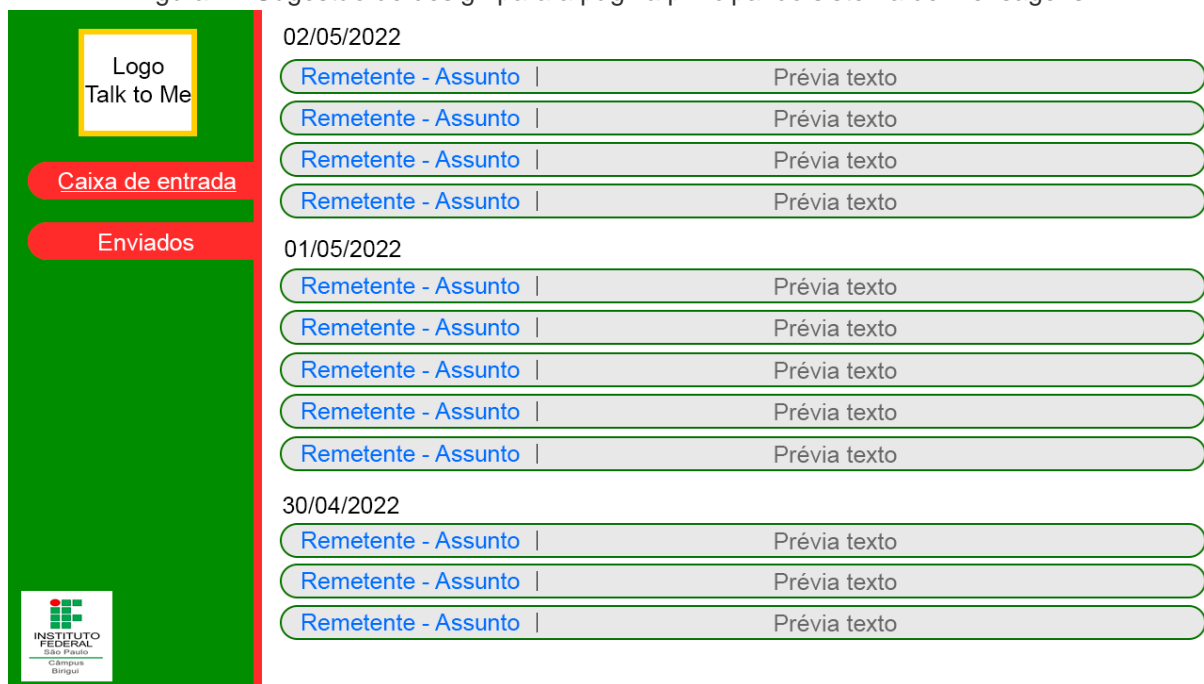 Logo
Talk to Me
Caixa de entrada
Enviados
INSTITUTO
FEDERAL
São Paulo
Câmpus
Birigui
02/05/2022
Remetente - Assunto | Prévia texto
Remetente - Assunto | Prévia texto
Remetente - Assunto | Prévia texto
Remetente - Assunto | Prévia texto
01/05/2022
Remetente - Assunto | Prévia texto
Remetente - Assunto | Prévia texto
Remetente - Assunto | Prévia texto
Remetente - Assunto | Prévia texto
Remetente - Assunto | Prévia texto
30/04/2022
Remetente - Assunto | Prévia texto
Remetente - Assunto | Prévia texto
Remetente - Assunto | Prévia texto